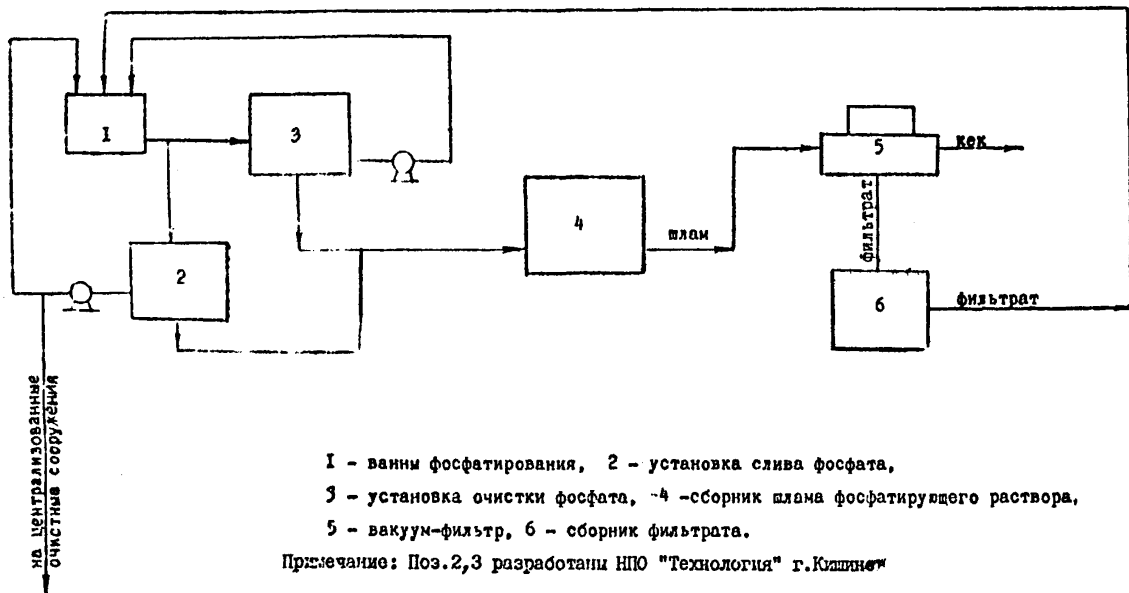 1
3
5
кек
4
шлам
фильтрат
2
6
фильтрат
на централизованные
очистные сооружения
I - ванны фосфатирования, 2 - установка слива фосфата,
3 - установка очистки фосфата, -4 -сборник шлама фосфатирующего раствора,
5 - вакуум-фильтр, 6 - сборник фильтрата.
Примечание: Поз.2,3 разработаны НПО "Технология" г.Кишинев